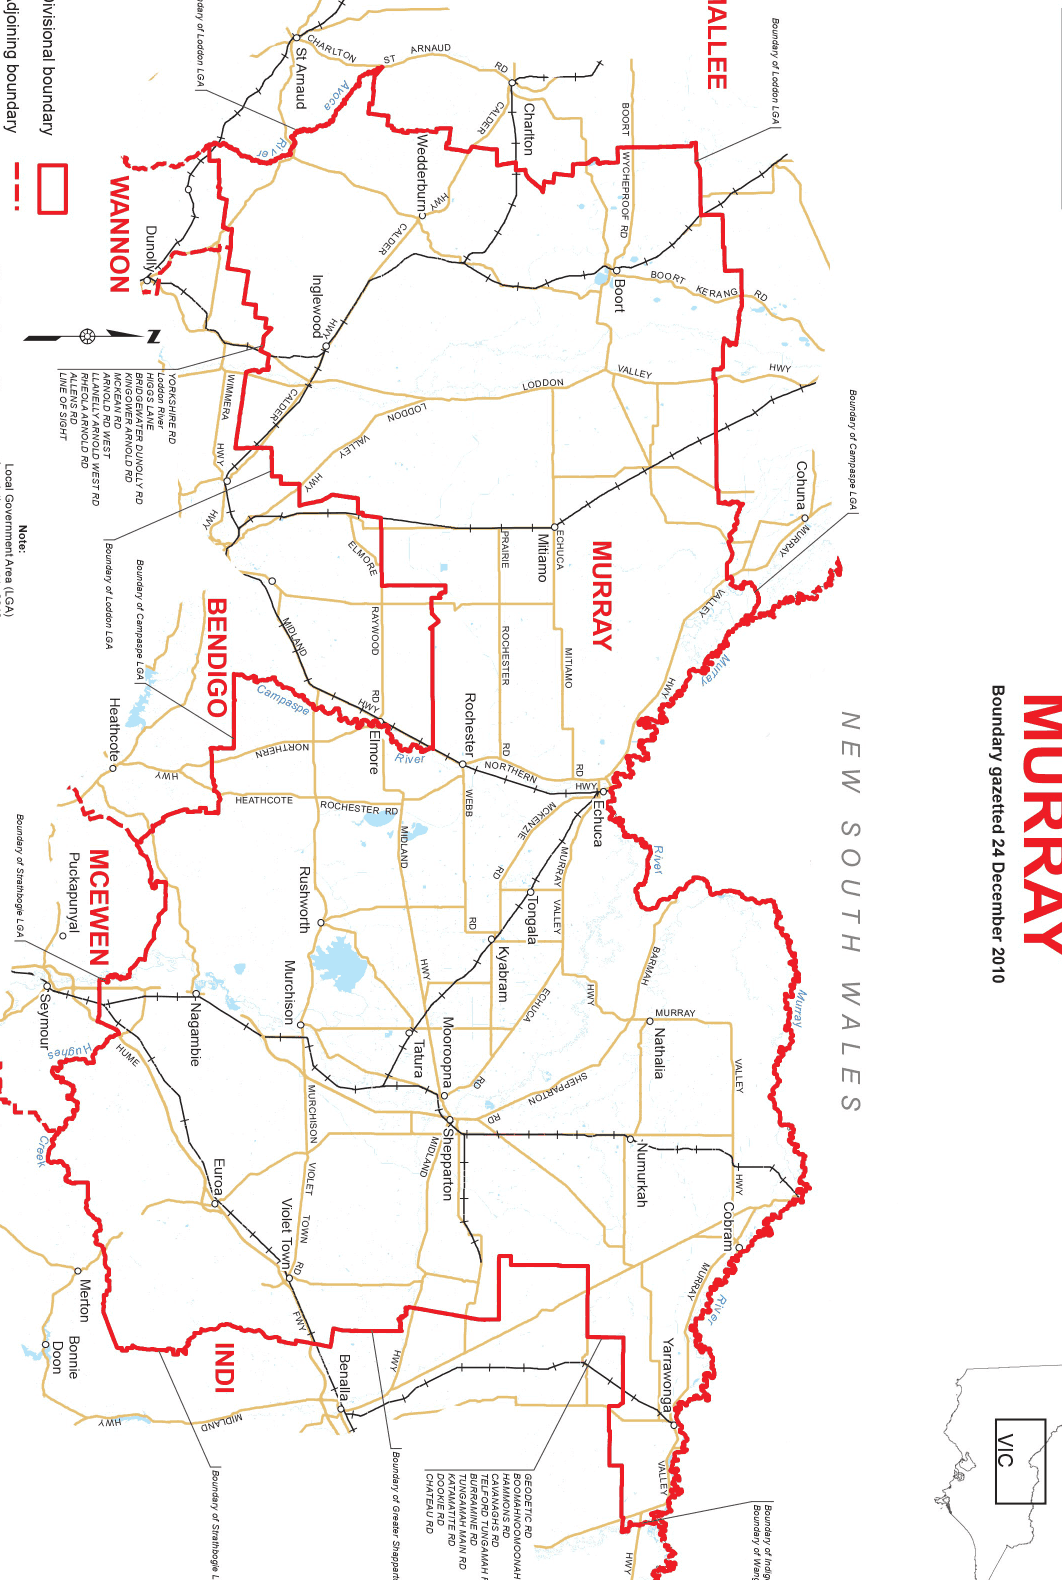 MURRAY
Boundary gazetted 24 December 2010
VIC
NEW SOUTH WALES
MALLEE
Boundary of Loddon LGA
Boundary of Campaspe LGA
Cohuna
MURRAY
VALLEY
HWY
Murray
River
Murray
River
BOORT
KERANG
RD
VALLEY
HWY
BOORT
WYCHEPROOF RD
Boort
LODDON
MURRAY
Charlton
ST
ARNAUD
RD
CHARLTON
CALDER
HWY
Wedderburn
CALDER
HWY
Inglewood
CALDER
LODDON
VALLEY
HWY
St Arnaud
Avoca
River
Boundary of Loddon LGA
WANNON
Dunolly
WIMMERA
HWY
HWY
YORKSHIRE RD
Loddon River
HIGGS LANE
BRIDGEWATER DUNOLLY RD
KINGOWER ARNOLD RD
MCKEAN RD
ARNOLD RD WEST
LLANELLY ARNOLD WEST RD
RHEOLA ARNOLD RD
ALLENS RD
LINE OF SIGHT
Divisional boundary
Adjoining boundary
Note:
Local Government Area (LGA)
N
Mitiamo
ECHUCA
MITIAMO
RD
PRAIRIE
ROCHESTER
RD
ELMORE
RAYWOOD
RD
MIDLAND
HWY
Boundary of Loddon LGA
Boundary of Campaspe LGA
BENDIGO
Campaspe
River
Elmore
Rochester
NORTHERN
HWY
Echuca
Heathcote
NORTHERN
HWY
HEATHCOTE
ROCHESTER RD
MIDLAND
HWY
WEBB
RD
MCKENZIE
RD
MURRAY
VALLEY
HWY
Tongala
Kyabram
ECHUCA
RD
BARMAH
SHEPPARTON
RD
MURRAY
VALLEY
HWY
Nathalia
Numurkah
Cobram
MURRAY
River
Yarrawonga
VALLEY
HWY
Rushworth
Murchison
Tatura
Mooroopna
Shepparton
MIDLAND
HWY
MURCHISON
VIOLET
TOWN
RD
Nagambie
HUME
FWY
Euroa
Violet Town
Benalla
MCEWEN
Puckapunyal
Seymour
Boundary of Strathbogie LGA
Hughes
Creek
Merton
Bonnie
Doon
MIDLAND
HWY
INDI
Boundary of Strathbogie L
Boundary of Greater Shappart
GEODETIC RD
BOOMAHNOOMOONAH
HAMMONS RD
CAVANAGHS RD
TELFORD TUNGAMAH R
BURRAMINE RD
TUNGAMAH MAIN RD
KATAMATITE RD
DOOKIE RD
CHATEAU RD
Boundary of Indig
Boundary of Wang